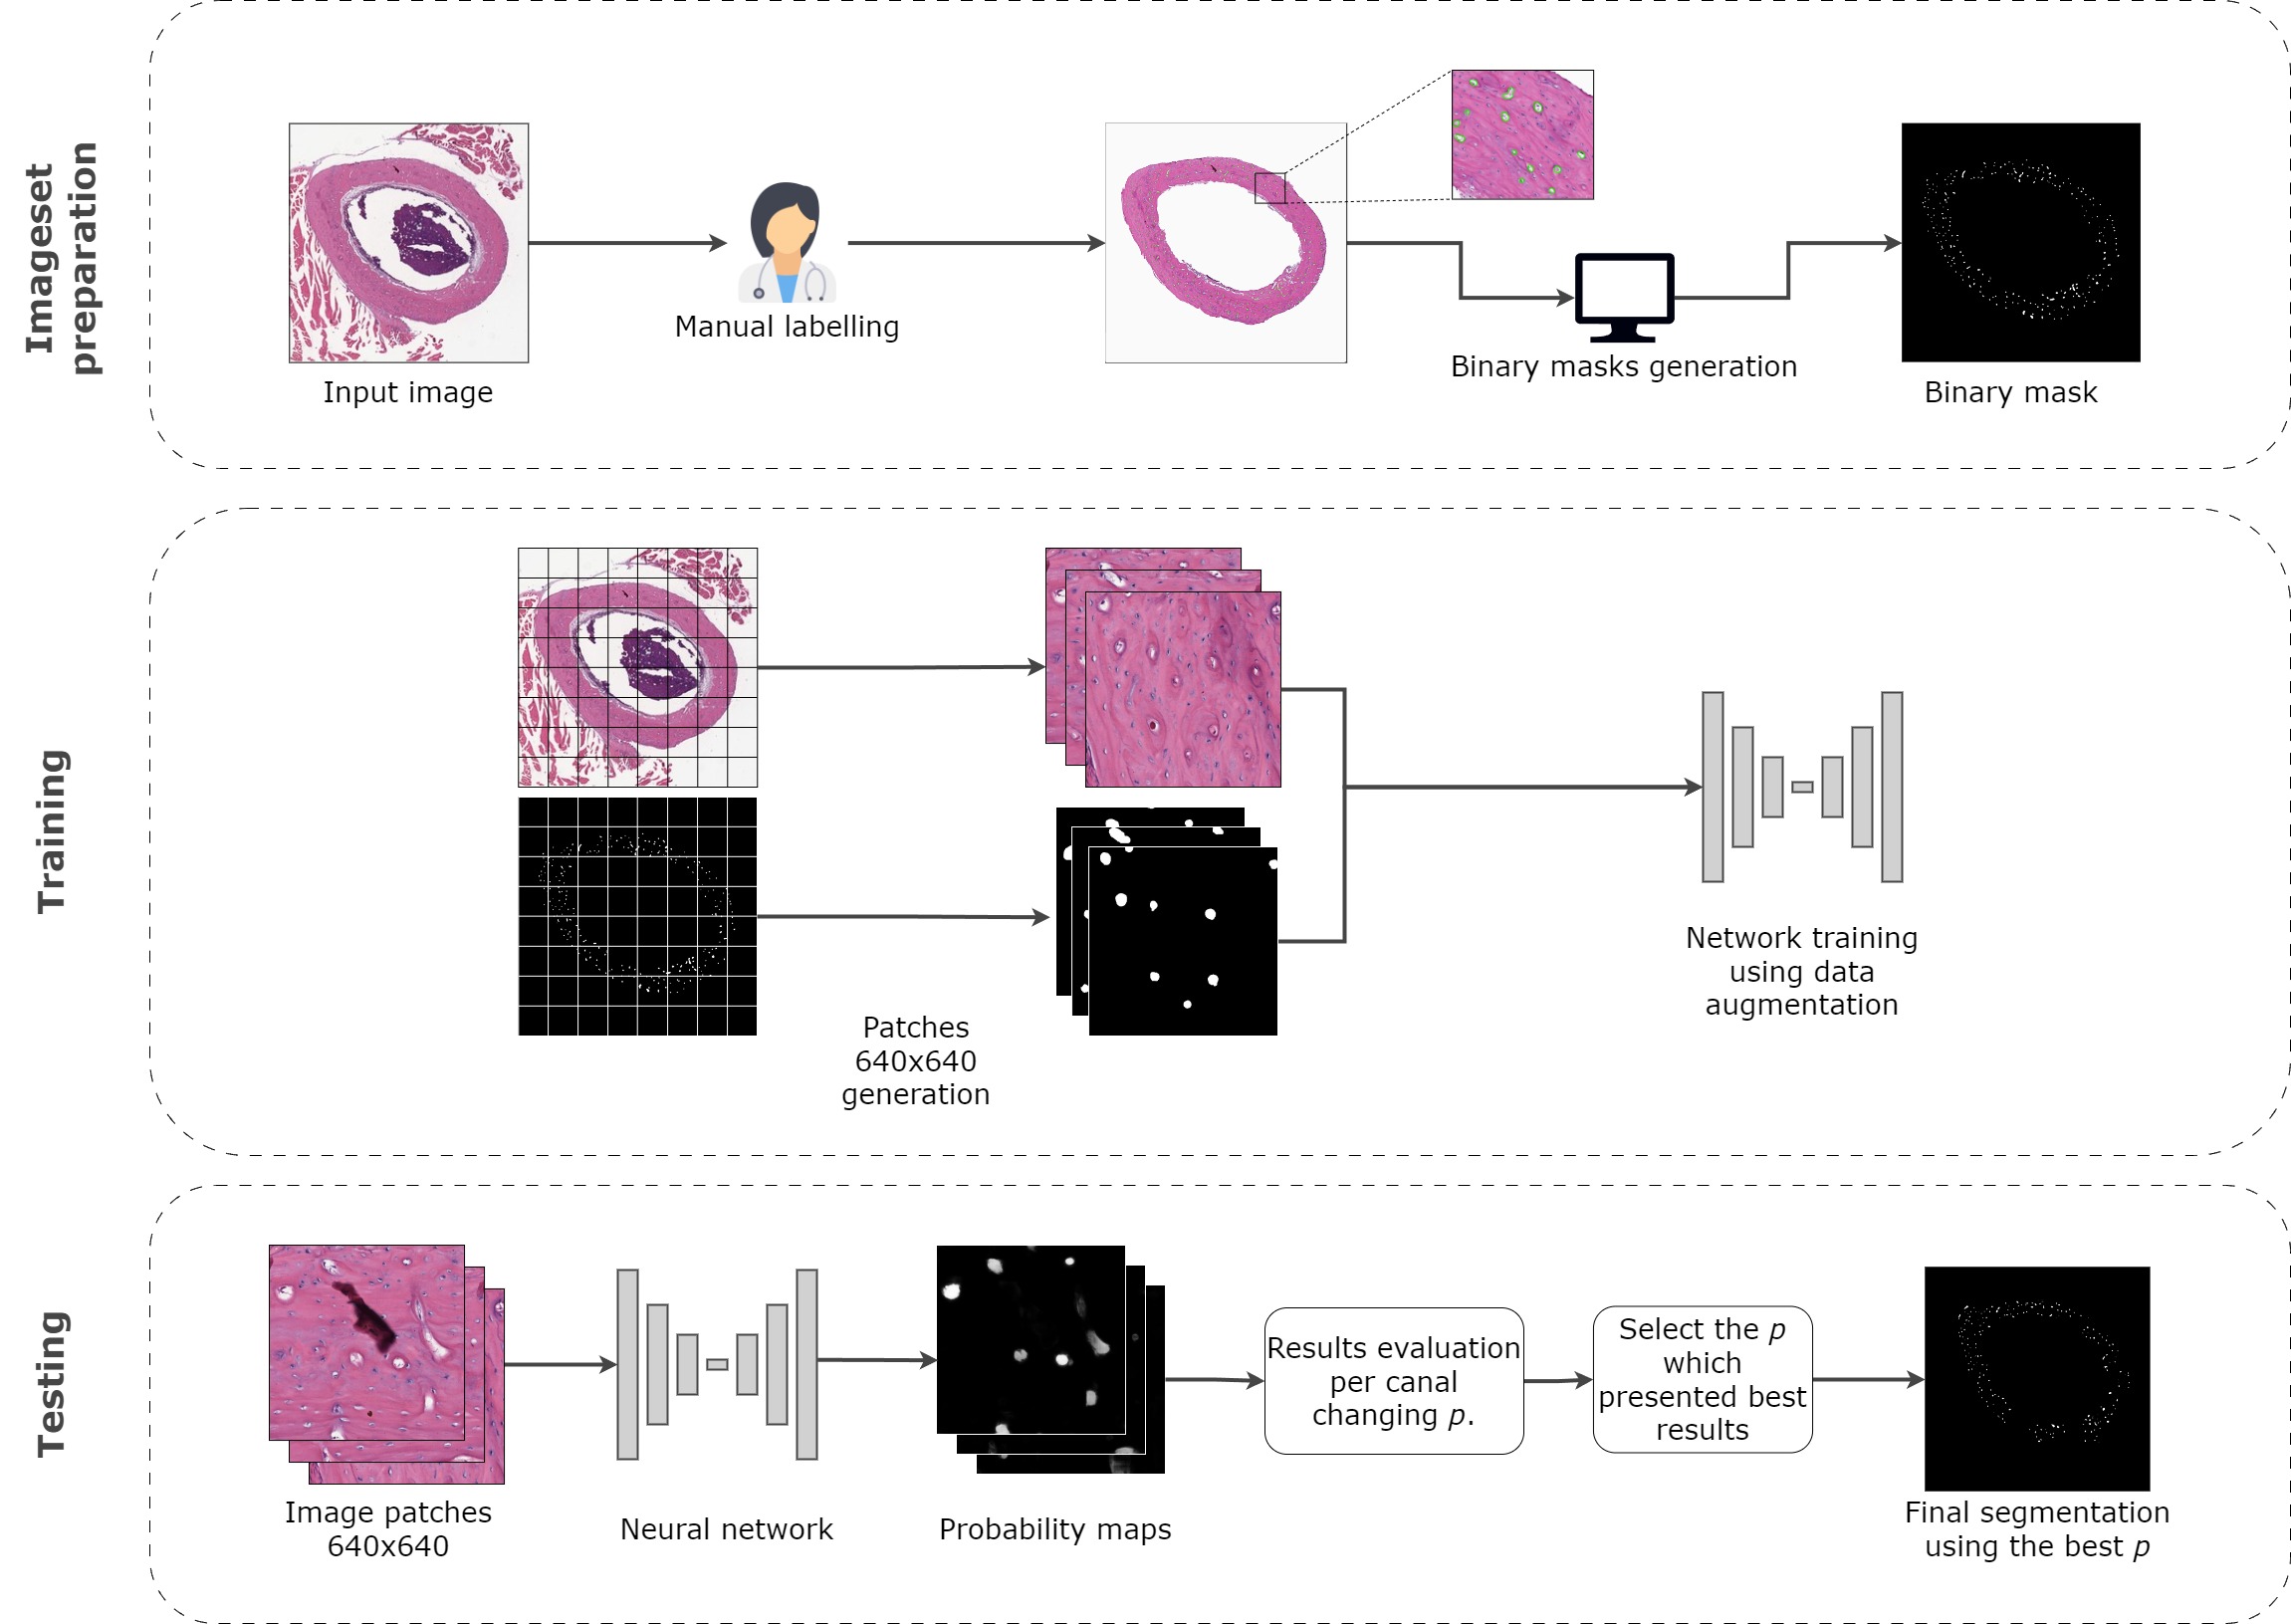 Imageset
preparation
Input image
Manual labelling
Binary masks generation
Binary mask
Training
Patches
640x640
generation
Network training
using data
augmentation
Testing
Image patches
640x640
Neural network
Probability maps
Results evaluation
per canal
changing p.
Select the p
which
presented best
results
Final segmentation
using the best p